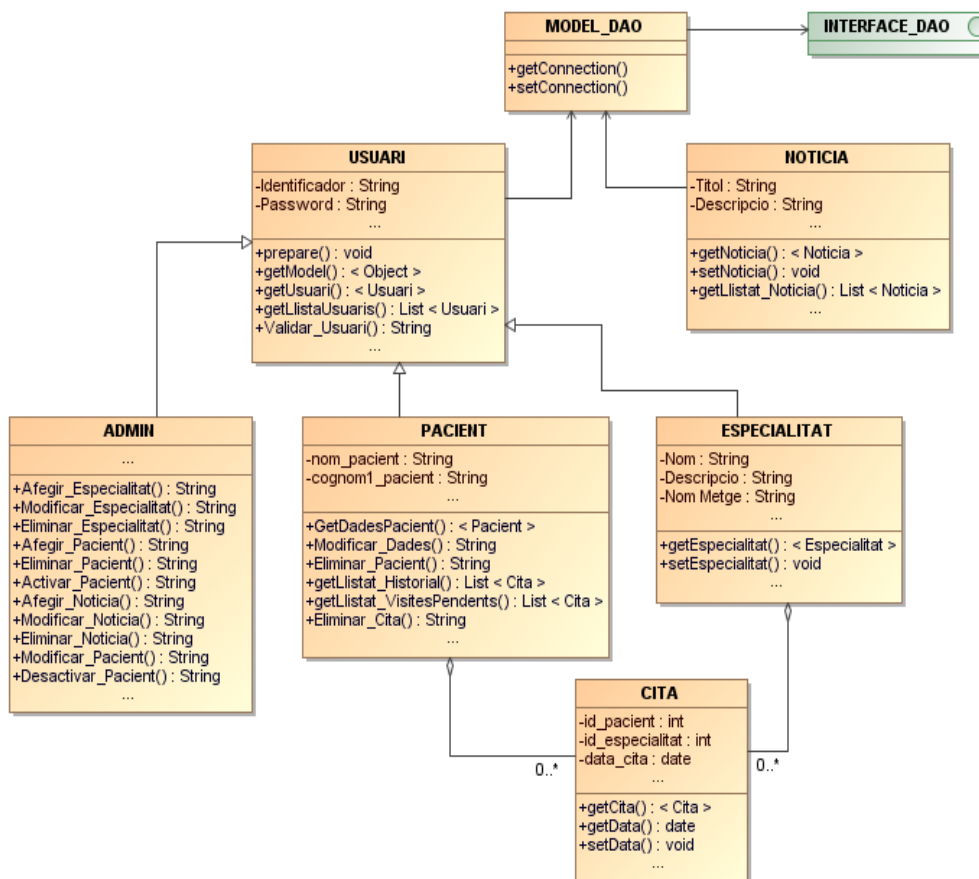 MODEL_DAO
+getConnection()
+setConnection()
INTERFACE_DAO
USUARI
-Identificador : String
-Password : String
...
+prepare() : void
+getModel() : < Object >
+getUsuari() : < Usuari >
+getLlistaUsuaris() : List < Usuari >
+Validar_Usuari() : String
...
NOTICIA
-Titol : String
-Descripcio : String
...
+getNoticia() : < Noticia >
+setNoticia() : void
+getLlistat_Noticia() : List < Noticia >
...
ADMIN
...
+Afegir_Especialitat() : String
+Modificar_Especialitat() : String
+Eliminar_Especialitat() : String
+Afegir_Pacient() : String
+Eliminar_Pacient() : String
+Activar_Pacient() : String
+Afegir_Noticia() : String
+Modificar_Noticia() : String
+Eliminar_Noticia() : String
+Modificar_Pacient() : String
+Desactivar_Pacient() : String
...
PACIENT
-nom_pacient : String
-cognom1_pacient : String
...
+GetDadesPacient() : < Pacient >
+Modificar_Dades() : String
+Eliminar_Pacient() : String
+getLlistat_Historial() : List < Cita >
+getLlistat_VisitesPendents() : List < Cita >
+Eliminar_Cita() : String
...
ESPECIALITAT
-Nom : String
-Descripcio : String
-Nom Metge : String
...
+getEspecialitat() : < Especialitat >
+setEspecialitat() : void
...
CITA
-id_pacient : int
-id_especialitat : int
-data_cita : date
...
+getCita() : < Cita >
+getData() : date
+setData() : void
...
0..*
0..*